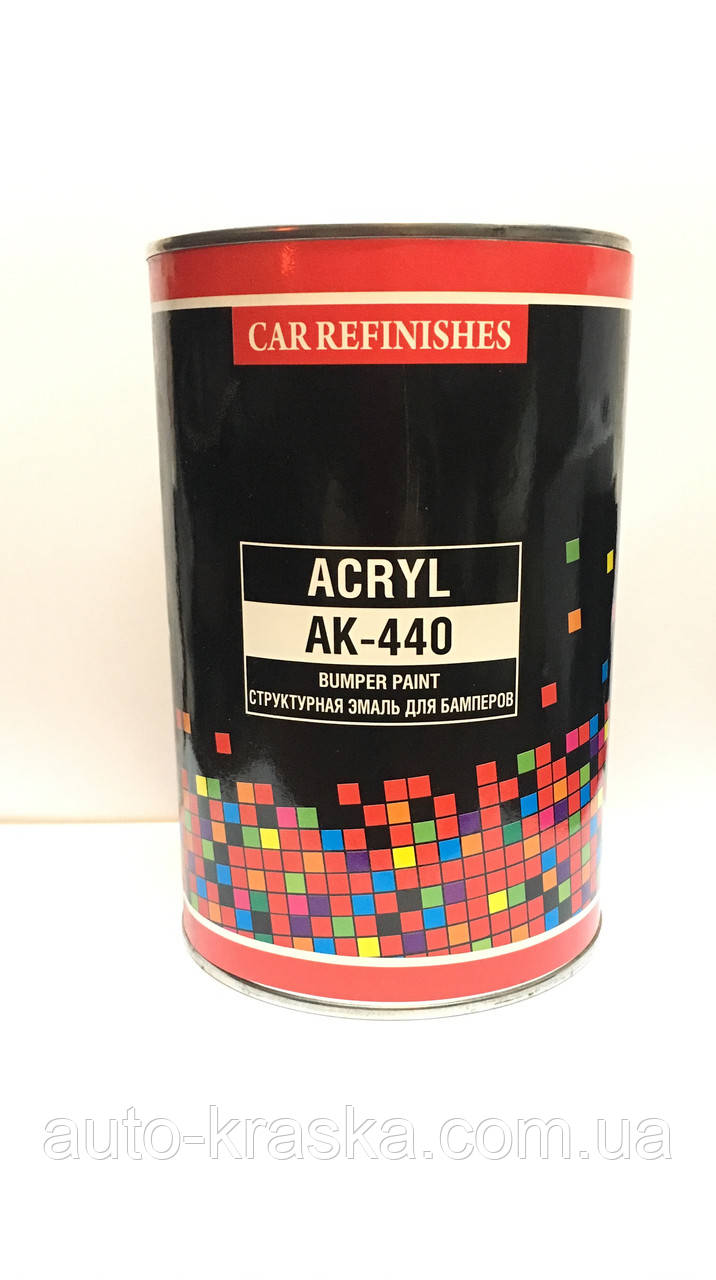 CAR REFINISHES
ACRYL
AK-440
BUMPER PAINT
СТРУКТУРНАЯ ЭМАЛЬ ДЛЯ БАМПЕРОВ
auto-kraska.com.ua